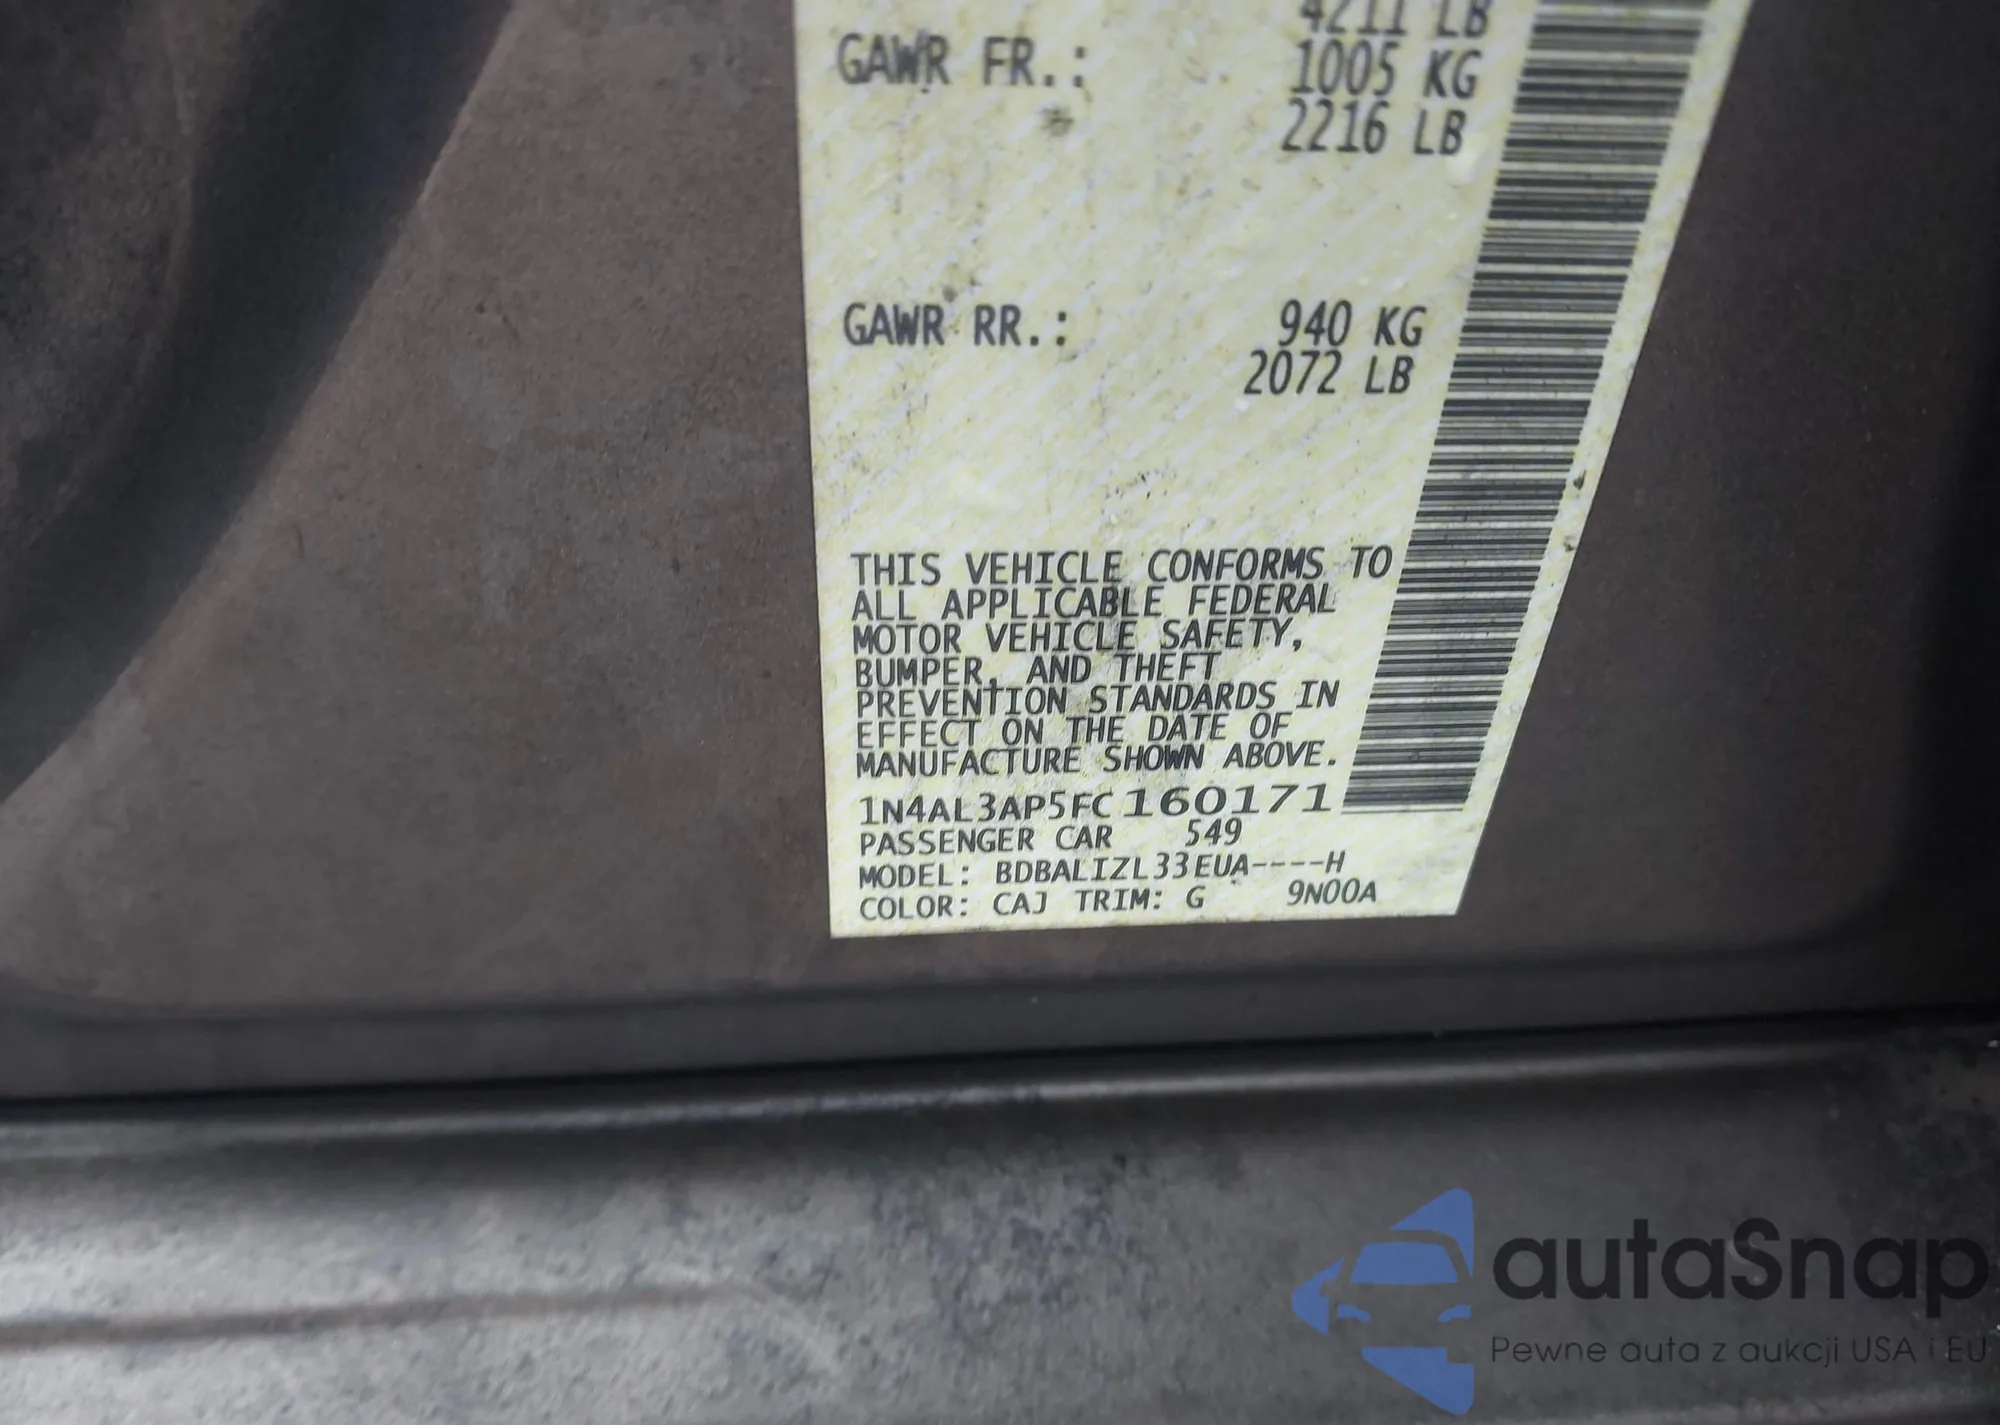 4211 LB
GAWR FR.: 1005 KG
2216 LB
GAWR RR.: 940 KG
2072 LB
THIS VEHICLE CONFORMS TO
ALL APPLICABLE FEDERAL
MOTOR VEHICLE SAFETY,
BUMPER, AND THEFT
PREVENTION STANDARDS IN
EFFECT ON THE DATE OF
MANUFACTURE SHOWN ABOVE.
1N4AL3AP5FC160171
PASSENGER CAR 549
MODEL: BDBALIZL33EUA----H
COLOR: CAJ TRIM: G 9N00A
autaSnap
Pewne auta z aukcji USA i EU